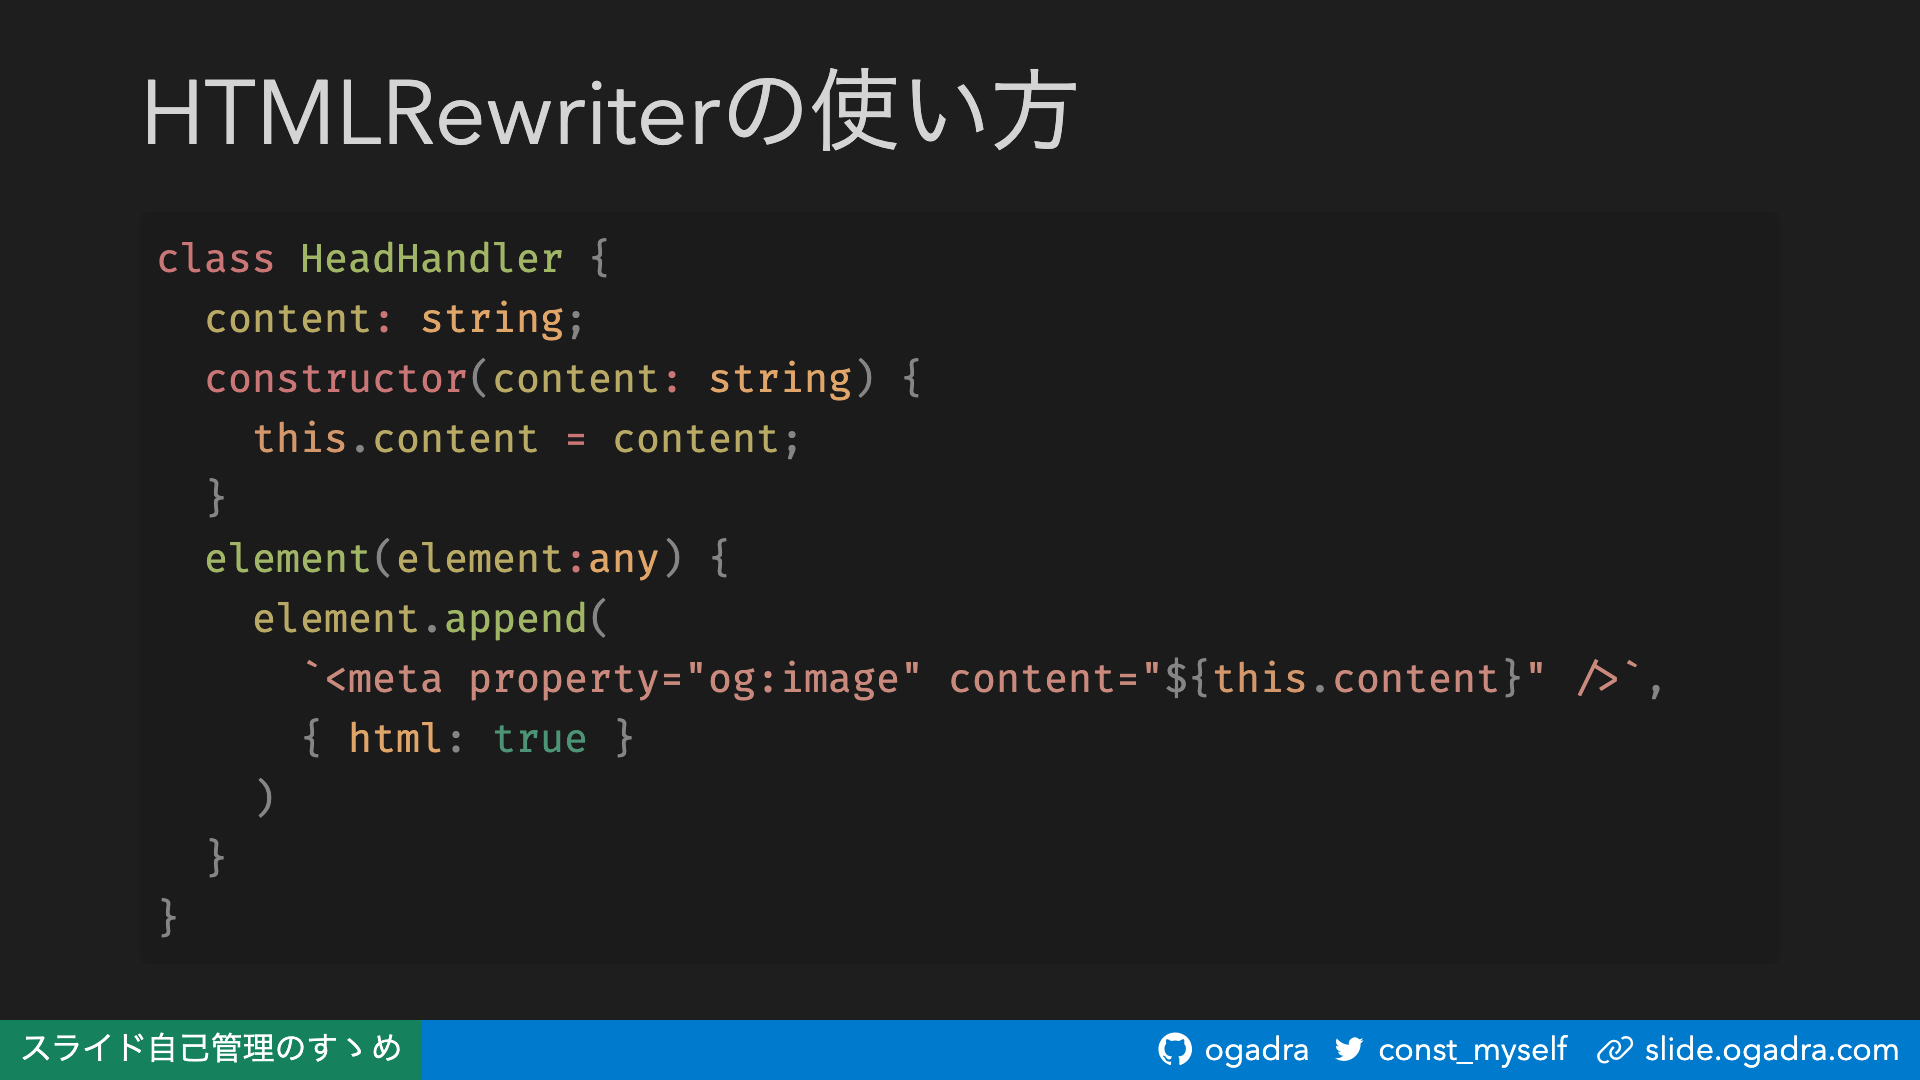 HTMLRewriterの使い方
class HeadHandler {
  content: string;
  constructor(content: string) {
    this.content = content;
  }
  element(element:any) {
    element.append(
      `<meta property="og:image" content="${this.content}" />`,
      { html: true }
    )
  }
}
スライド自己管理のすゝめ
ogadra const_myself slide.ogadra.com